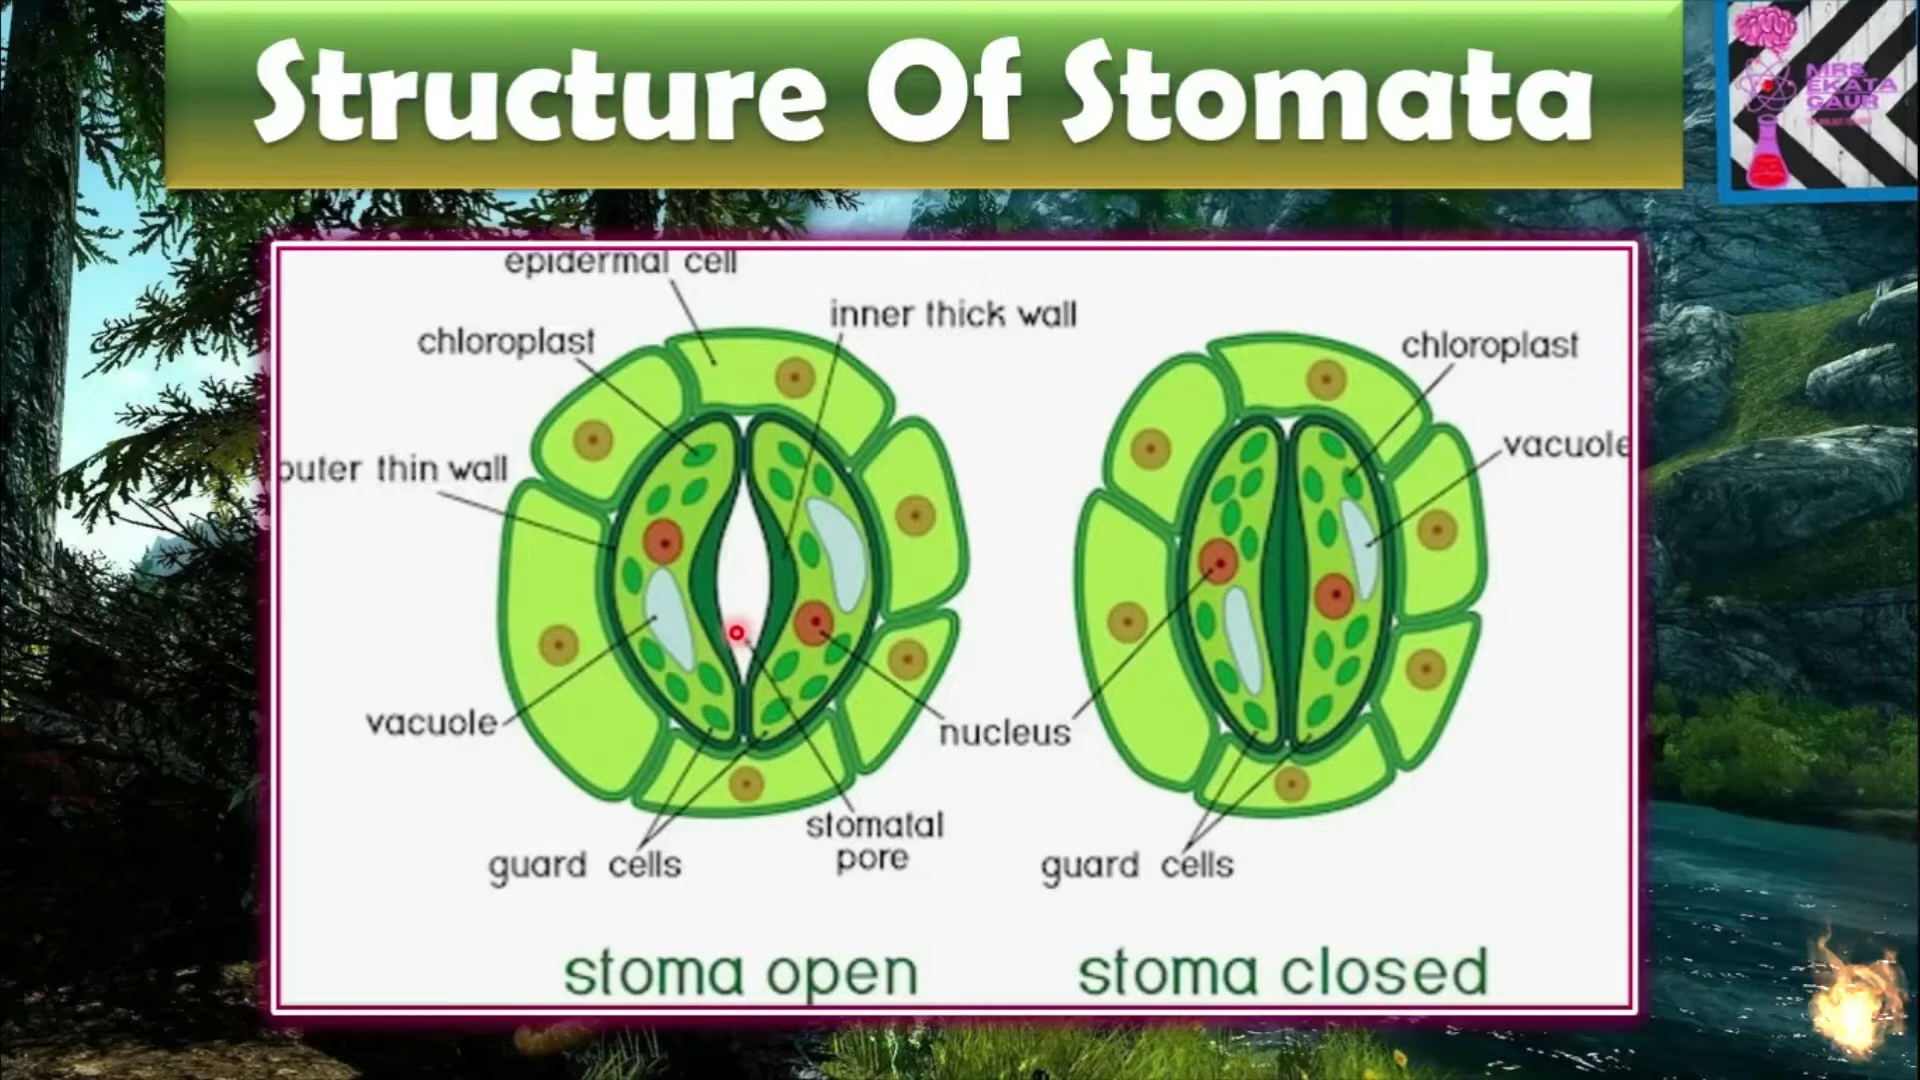 Structure Of Stomata
MRS
EKATA
GAUR
epidermal cell
inner thick wall
chloroplast
chloroplast
vacuole
outer thin wall
vacuole
nucleus
stomatal
pore
guard cells
guard cells
stoma open
stoma closed